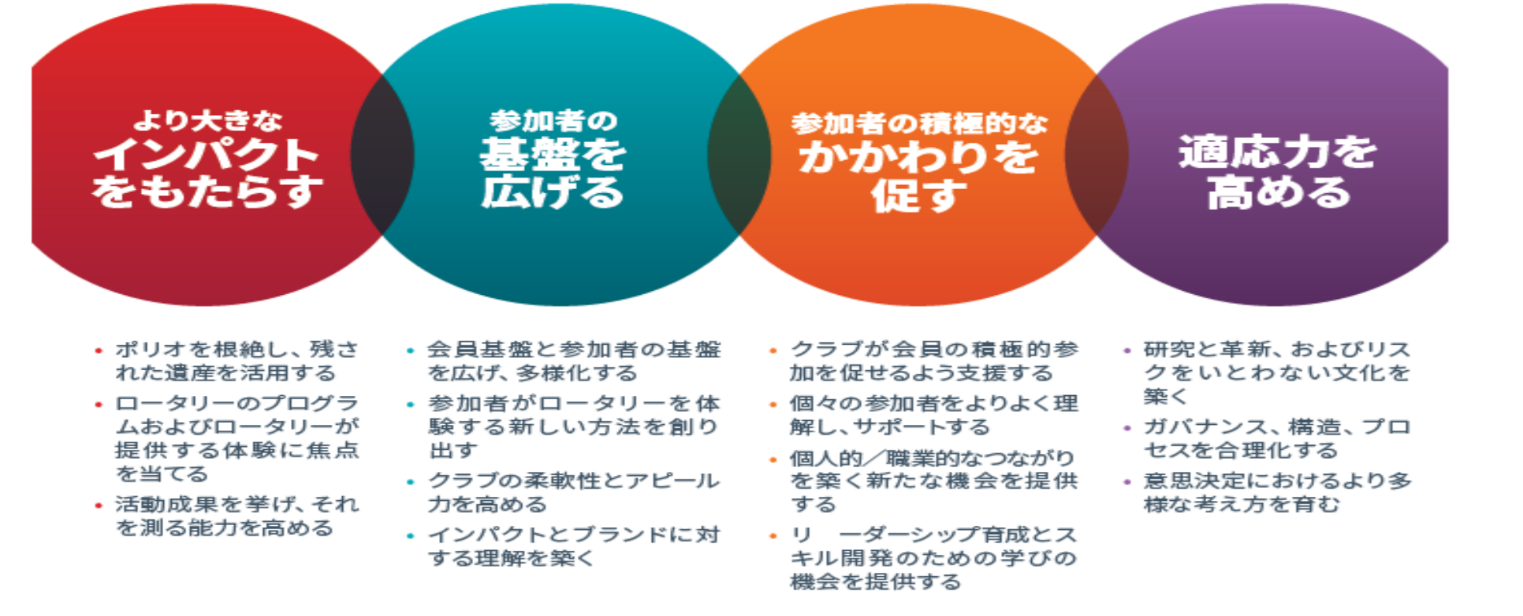 より大きな
インパクト
をもたらす
参加者の
基盤を
広げる
参加者の積極的な
かかわりを
促す
適応力を
高める
• ポリオを根絶し、残さ
れた遺産を活用する
• ロータリーのプログラ
ムおよびロータリーが
提供する体験に焦点
を当てる
• 活動成果を挙げ、それ
を測る能力を高める
• 会員基盤と参加者の基盤
を広げ、多様化する
• 参加者がロータリーを体
験する新しい方法を創り
出す
• クラブの柔軟性とアピール
力を高める
• インパクトとブランドに対
する理解を築く
• クラブが会員の積極的参
加を促せるよう支援する
• 個々の参加者をよりよく理
解し、サポートする
• 個人的／職業的なつながり
を築く新たな機会を提供
する
• リ　ーダーシップ育成とス
キル開発のための学びの
機会を提供する
• 研究と革新、およびリス
クをいとわない文化を
築く
• ガバナンス、構造、プロ
セスを合理化する
• 意思決定におけるより多
様な考え方を育む